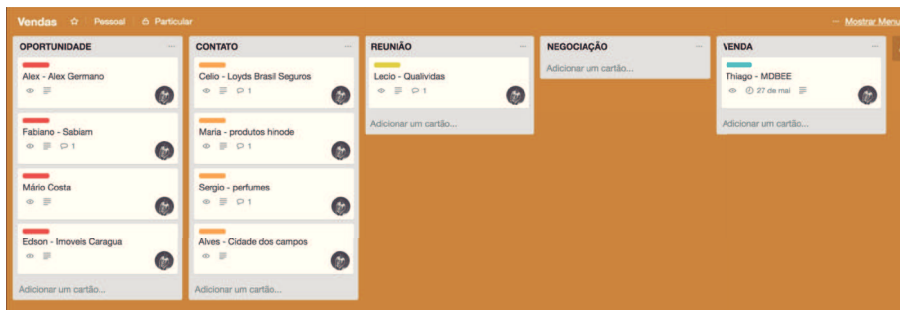 Vendas Pessoal Particular
Mostrar Menu
OPORTUNIDADE
Alex - Alex Germano
Fabiano - Sabiam
1
Mário Costa
Edson - Imoveis Caragua
Adicionar um cartão...
CONTATO
Celio - Loyds Brasil Seguros
1
Maria - produtos hinode
1
Sergio - perfumes
1
Alves - Cidade dos campos
Adicionar um cartão...
REUNIÃO
Lecio - Qualividas
1
Adicionar um cartão...
NEGOCIAÇÃO
Adicionar um cartão...
VENDA
Thiago - MDBEE
27 de mai
Adicionar um cartão...